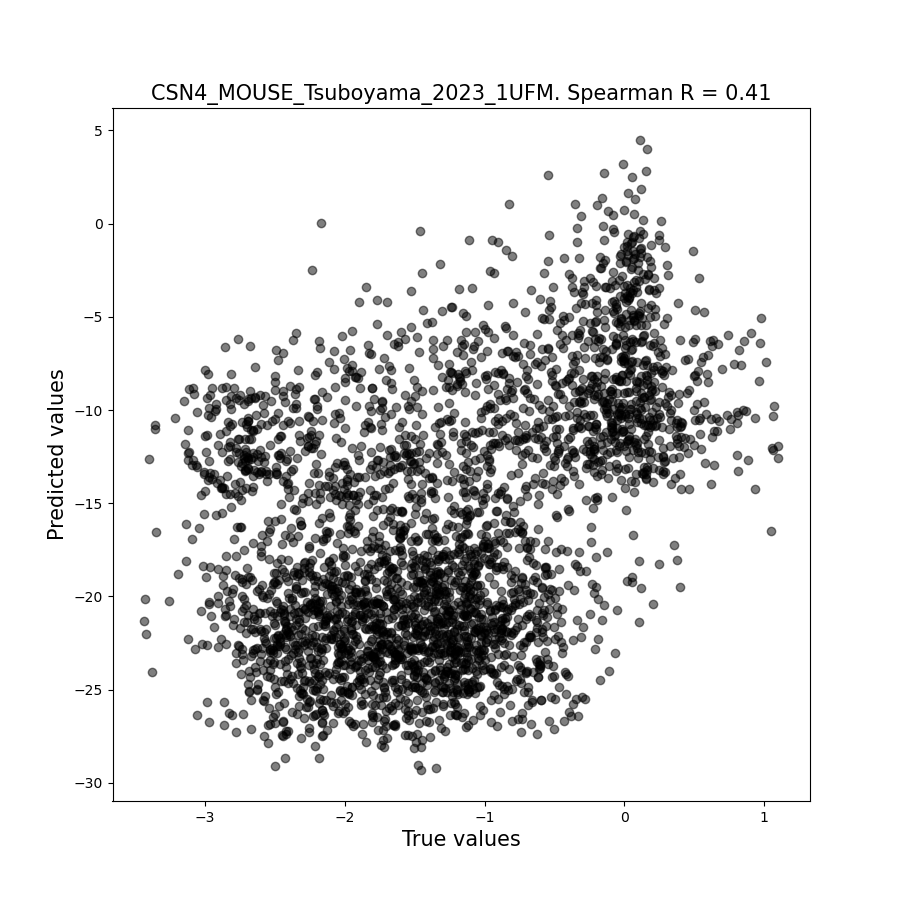 CSN4_MOUSE_Tsuboyama_2023_1UFM. Spearman R = 0.41
5
0
−5
−10
−15
−20
−25
−30
Predicted values
−3 −2 −1 0 1
True values